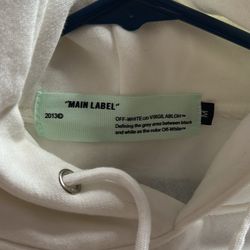 "MAIN LABEL"
2013©
OFF-WHITE c/o VIRGIL ABLOH™
Defining the grey area between black
and white as the color Off-White™
M